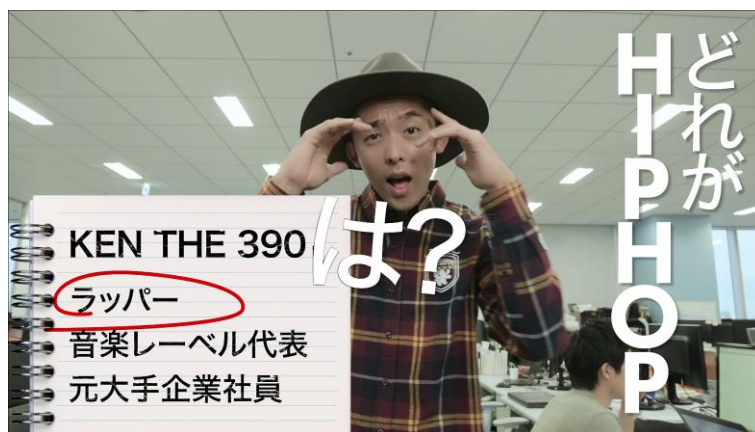 どれが
HIPHOP
は?
KEN THE 390
ラッパー
音楽レーベル代表
元大手企業社員